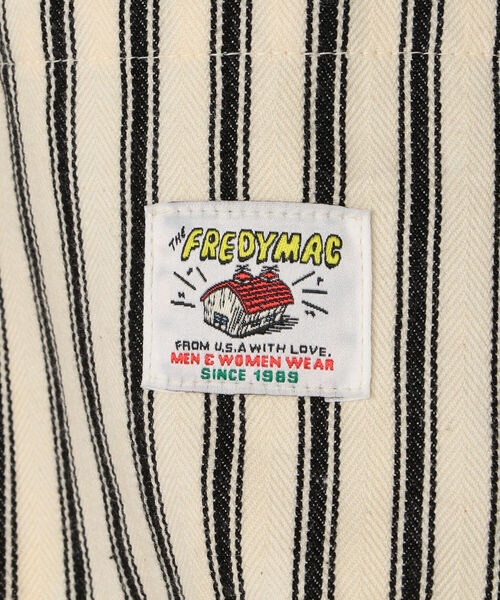 THE FREDYMAC
FROM U.S.A WITH LOVE.
MEN & WOMEN WEAR
SINCE 1989